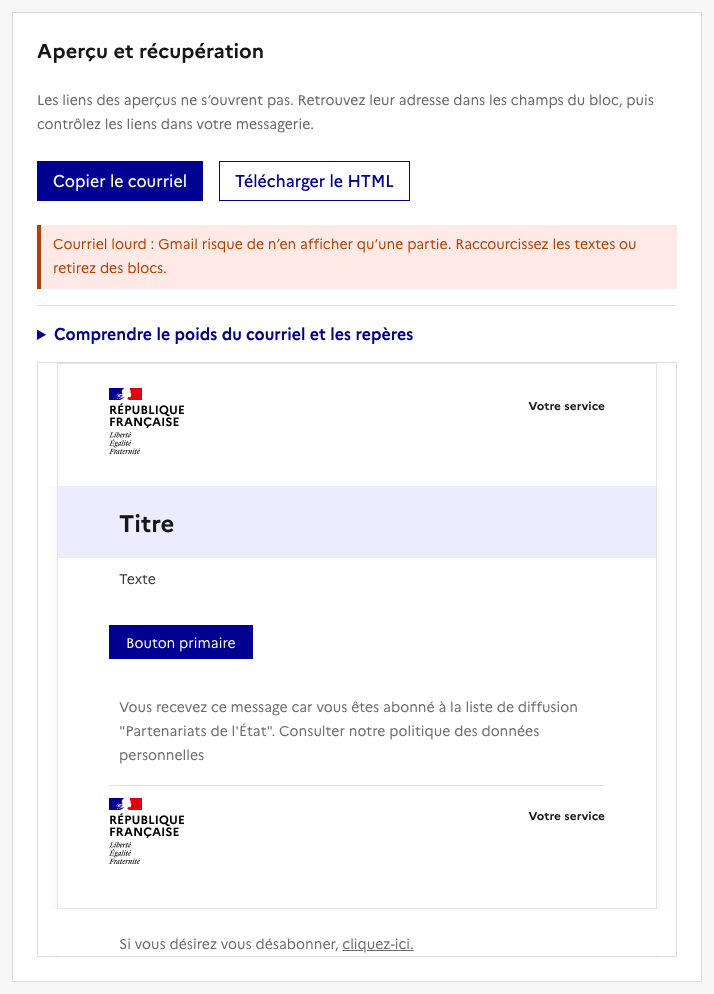 Aperçu et récupération
Les liens des aperçus ne s’ouvrent pas. Retrouvez leur adresse dans les champs du bloc, puis
contrôlez les liens dans votre messagerie.
Copier le courriel
Télécharger le HTML
Courriel lourd : Gmail risque de n’en afficher qu’une partie. Raccourcissez les textes ou
retirez des blocs.
Comprendre le poids du courriel et les repères
RÉPUBLIQUE
FRANÇAISE
Liberté
Égalité
Fraternité
Votre service
Titre
Texte
Bouton primaire
Vous recevez ce message car vous êtes abonné à la liste de diffusion
"Partenariats de l'État". Consulter notre politique des données
personnelles
RÉPUBLIQUE
FRANÇAISE
Liberté
Égalité
Fraternité
Votre service
Si vous désirez vous désabonner, cliquez-ici.